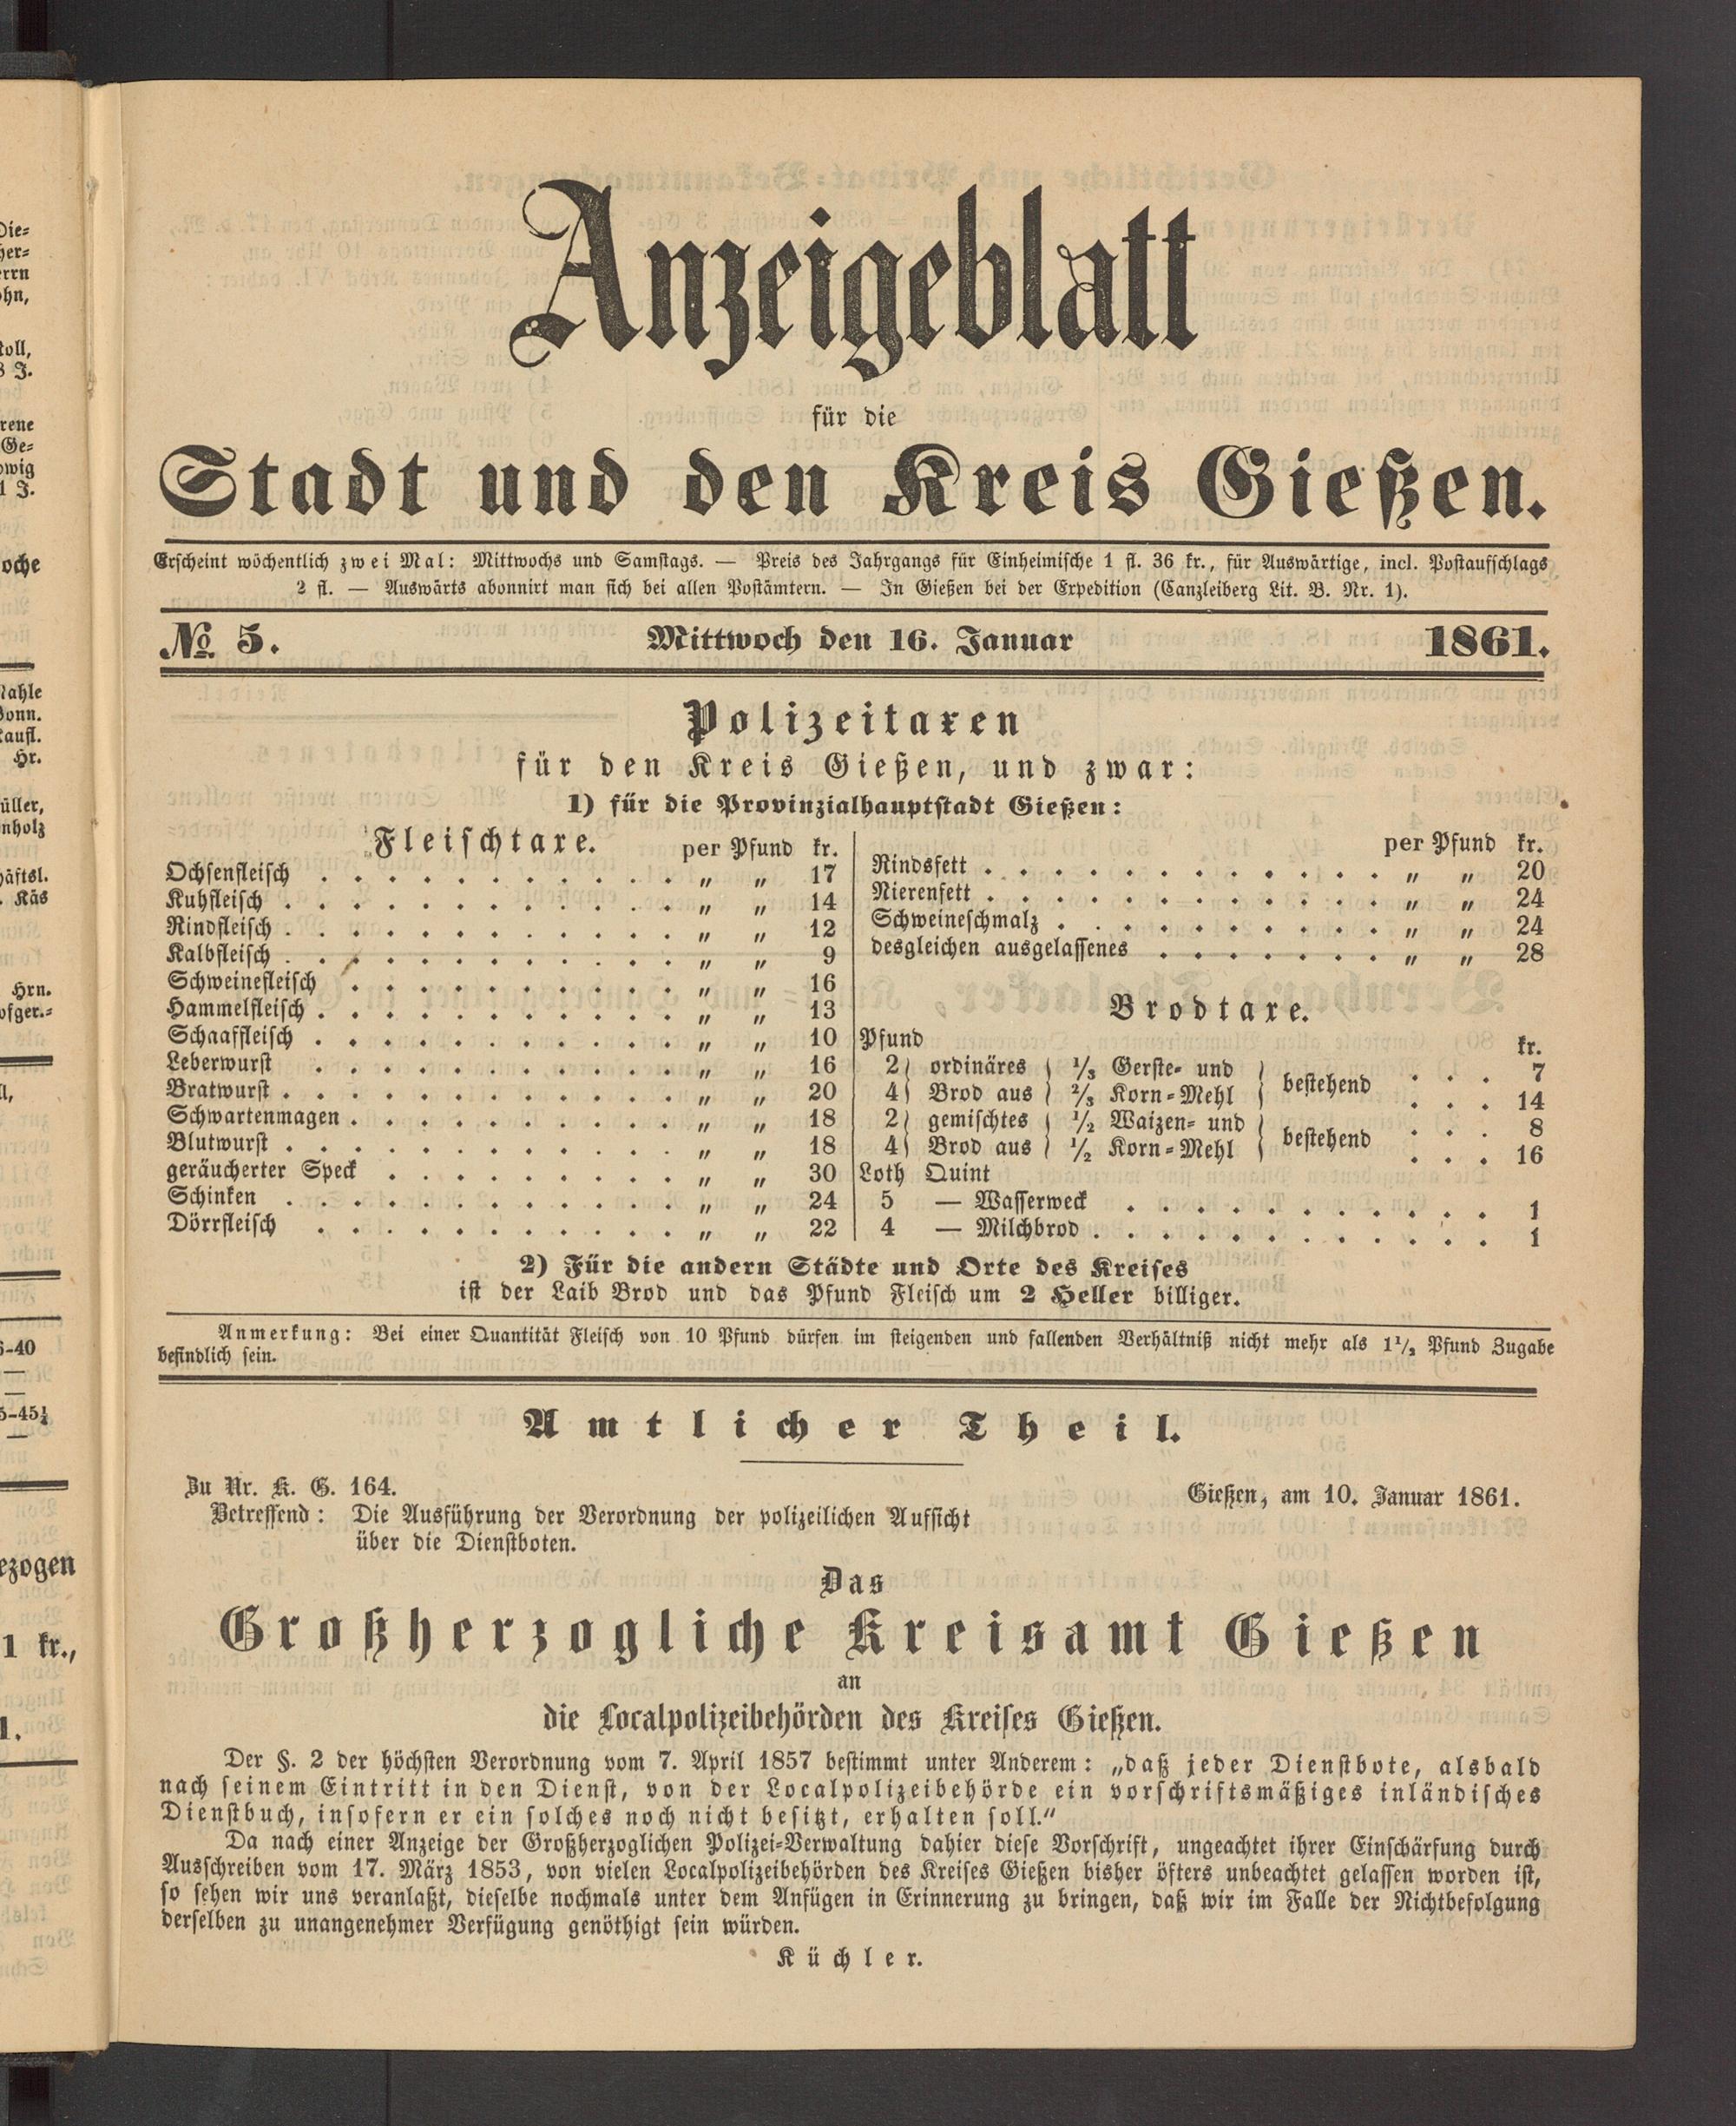 Anzeigeblatt
für die
Stadt und den Kreis Gießen.
Erscheint wöchentlich zwei Mal: Mittwochs und Samstags. — Preis des Jahrgangs für Einheimische 1 fl. 36 kr., für Auswärtige, incl. Postaufschlags
2 fl. — Auswärts abonnirt man sich bei allen Postämtern. — In Gießen bei der Expedition (Canzleiberg Lit. B. Nr. 1).
№ 5. Mittwoch den 16. Januar 1861.
Polizeitaxen
für den Kreis Gießen, und zwar:
1) für die Provinzialhauptstadt Gießen:
Fleischtaxe. per Pfund kr.
Ochsenfleisch . . . . . . . . . . . . „ „ 17
Kuhfleisch . . . . . . . . . . . . „ „ 14
Rindfleisch . . . . . . . . . . . . „ „ 12
Kalbfleisch . . . . . . . . . . . . „ „ 9
Schweinefleisch . . . . . . . . . . . „ „ 16
Hammelfleisch . . . . . . . . . . . . „ „ 13
Schaaffleisch . . . . . . . . . . . . „ „ 10
Leberwurst . . . . . . . . . . . . „ „ 16
Bratwurst . . . . . . . . . . . . „ „ 20
Schwartenmagen . . . . . . . . . . . „ „ 18
Blutwurst . . . . . . . . . . . . „ „ 18
geräucherter Speck . . . . . . . . . . „ „ 30
Schinken . . . . . . . . . . . . „ „ 24
Dörrfleisch . . . . . . . . . . . . „ „ 22
per Pfund kr.
Rindsfett . . . . . . . . . . . . „ „ 20
Nierenfett . . . . . . . . . . . . „ „ 24
Schweineschmalz . . . . . . . . . . „ „ 24
desgleichen ausgelassenes . . . . . . . „ „ 28
Brodtaxe.
Pfund kr.
2) ordinäres ( 1/3 Gerste- und ) bestehend . . . 7
4) Brod aus ( 2/3 Korn-Mehl ) . . . 14
2) gemischtes ( 1/2 Waizen- und ) bestehend . . . 8
4) Brod aus ( 1/2 Korn-Mehl ) . . . 16
Loth Quint
5 — Wasserweck . . . . . . . . . . 1
4 — Milchbrod . . . . . . . . . . . 1
2) Für die andern Städte und Orte des Kreises
ist der Laib Brod und das Pfund Fleisch um 2 Heller billiger.
Anmerkung: Bei einer Quantität Fleisch von 10 Pfund dürfen im steigenden und fallenden Verhältniß nicht mehr als 1 1/2 Pfund Zugabe
befindlich sein.
Amtlicher Theil.
Zu Nr. K. G. 164. Gießen, am 10. Januar 1861.
Betreffend: Die Ausführung der Verordnung der polizeilichen Aufsicht
über die Dienstboten.
Das
Großherzogliche Kreisamt Gießen
an
die Localpolizeibehörden des Kreises Gießen.
Der §. 2 der höchsten Verordnung vom 7. April 1857 bestimmt unter Anderem: „daß jeder Dienstbote, alsbald
nach seinem Eintritt in den Dienst, von der Localpolizeibehörde ein vorschriftsmäßiges inländisches
Dienstbuch, insofern er ein solches noch nicht besitzt, erhalten soll."
Da nach einer Anzeige der Großherzoglichen Polizei-Verwaltung dahier diese Vorschrift, ungeachtet ihrer Einschärfung durch
Ausschreiben vom 17. März 1853, von vielen Localpolizeibehörden des Kreises Gießen bisher öfters unbeachtet gelassen worden ist,
so sehen wir uns veranlaßt, dieselbe nochmals unter dem Anfügen in Erinnerung zu bringen, daß wir im Falle der Nichtbefolgung
derselben zu unangenehmer Verfügung genöthigt sein würden.
Küchler.